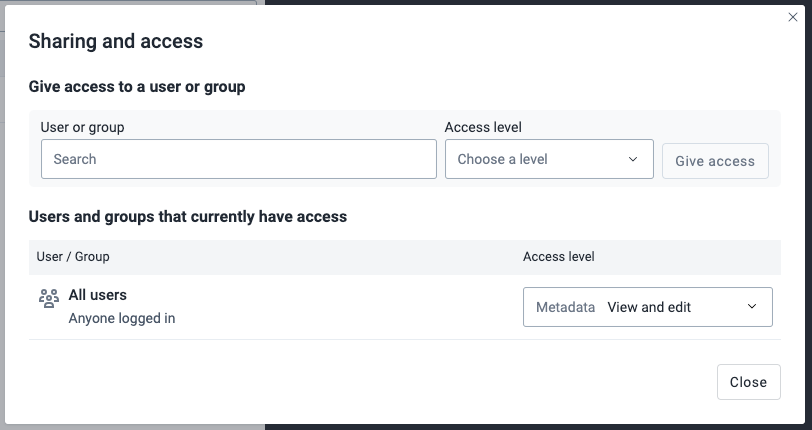 Sharing and access
Give access to a user or group
User or group
Access level
Search
Choose a level
Give access
Users and groups that currently have access
User / Group
Access level
All users
Anyone logged in
Metadata View and edit
Close